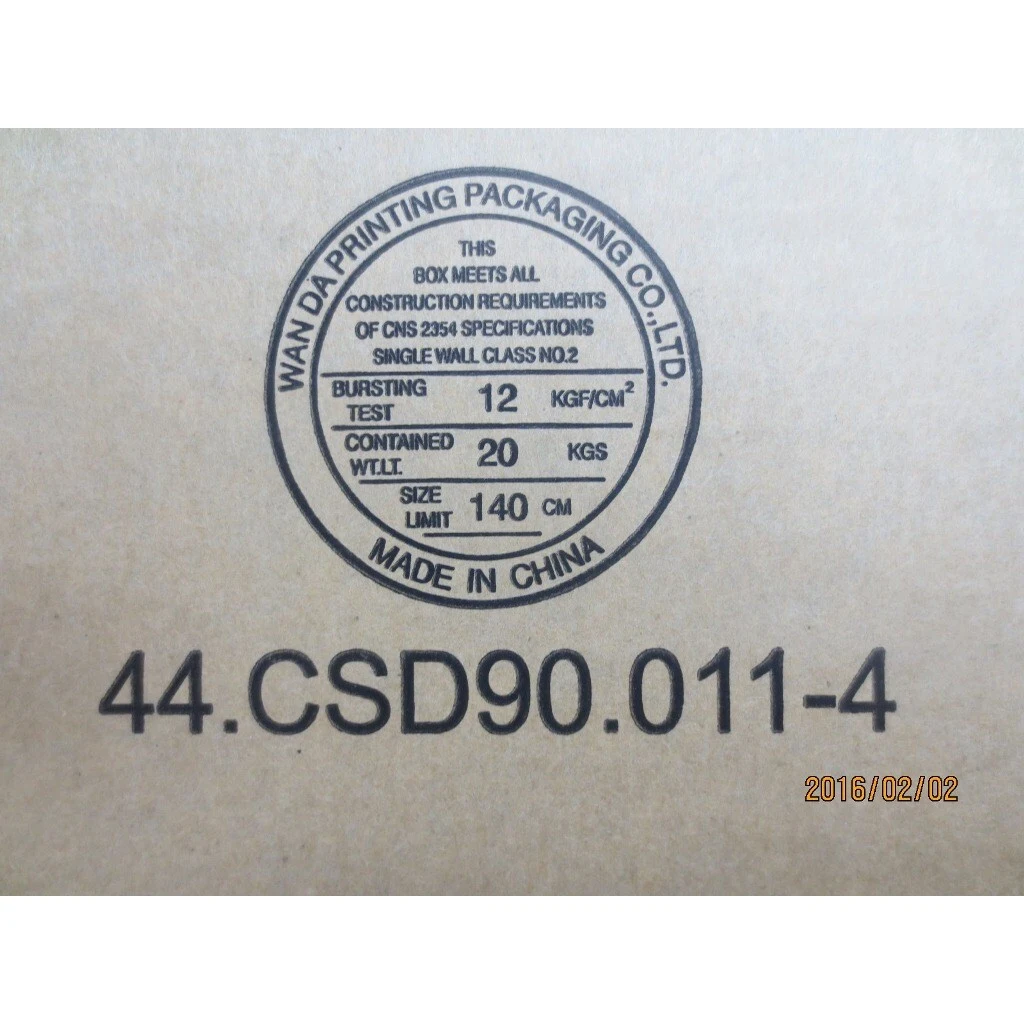 WAN DA PRINTING PACKAGING CO.,LTD.
THIS
BOX MEETS ALL
CONSTRUCTION REQUIREMENTS
OF CNS 2354 SPECIFICATIONS
SINGLE WALL CLASS NO.2
BURSTING TEST 12 KGF/CM²
CONTAINED WT.LT. 20 KGS
SIZE LIMIT 140 CM
MADE IN CHINA
44.CSD90.011-4
2016/02/02